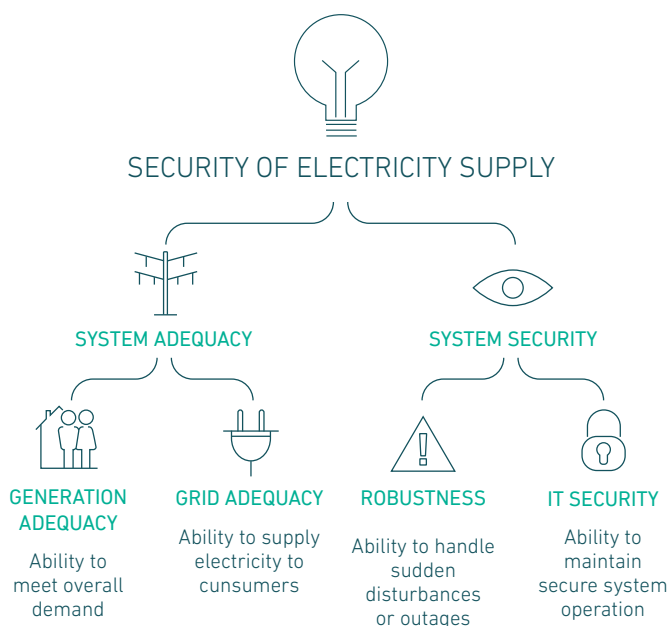 SECURITY OF ELECTRICITY SUPPLY
SYSTEM ADEQUACY
SYSTEM SECURITY
GENERATION
ADEQUACY
Ability to
meet overall
demand
GRID ADEQUACY
Ability to supply
electricity to
cunsumers
ROBUSTNESS
Ability to handle
sudden
disturbances
or outages
IT SECURITY
Ability to
maintain
secure system
operation